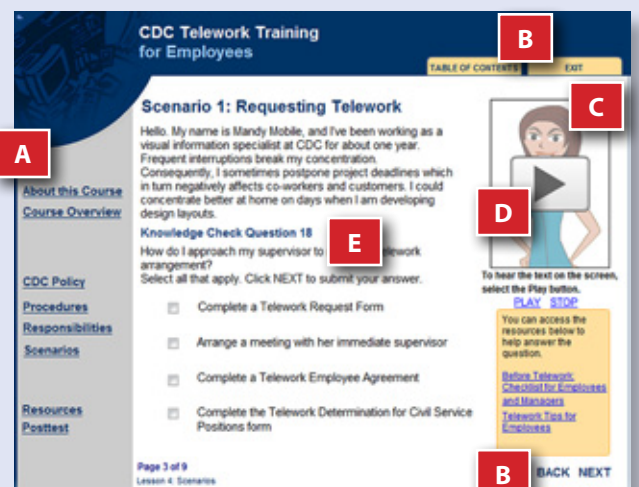 CDC Telework Training
for Employees
B
TABLE OF CONTENTS
EXIT
C
A
About this Course
Course Overview
CDC Policy
Procedures
Responsibilities
Scenarios
Resources
Posttest
Scenario 1: Requesting Telework
Hello. My name is Mandy Mobile, and I've been working as a
visual information specialist at CDC for about one year.
Frequent interruptions break my concentration.
Consequently, I sometimes postpone project deadlines which
in turn negatively affects co-workers and customers. I could
concentrate better at home on days when I am developing
design layouts.
Knowledge Check Question 18
E
How do I approach my supervisor to elework
arrangement?
Select all that apply. Click NEXT to submit your answer.
Complete a Telework Request Form
Arrange a meeting with her immediate supervisor
Complete a Telework Employee Agreement
Complete the Telework Determination for Civil Service
Positions form
Page 3 of 9
Lesson 4: Scenarios
D
To hear the text on the screen,
select the Play button.
PLAY STOP
You can access the
resources below to
help answer the
question.
Before Telework:
Checklist for Employees
and Managers
Telework Tips for
Employees
B
BACK NEXT